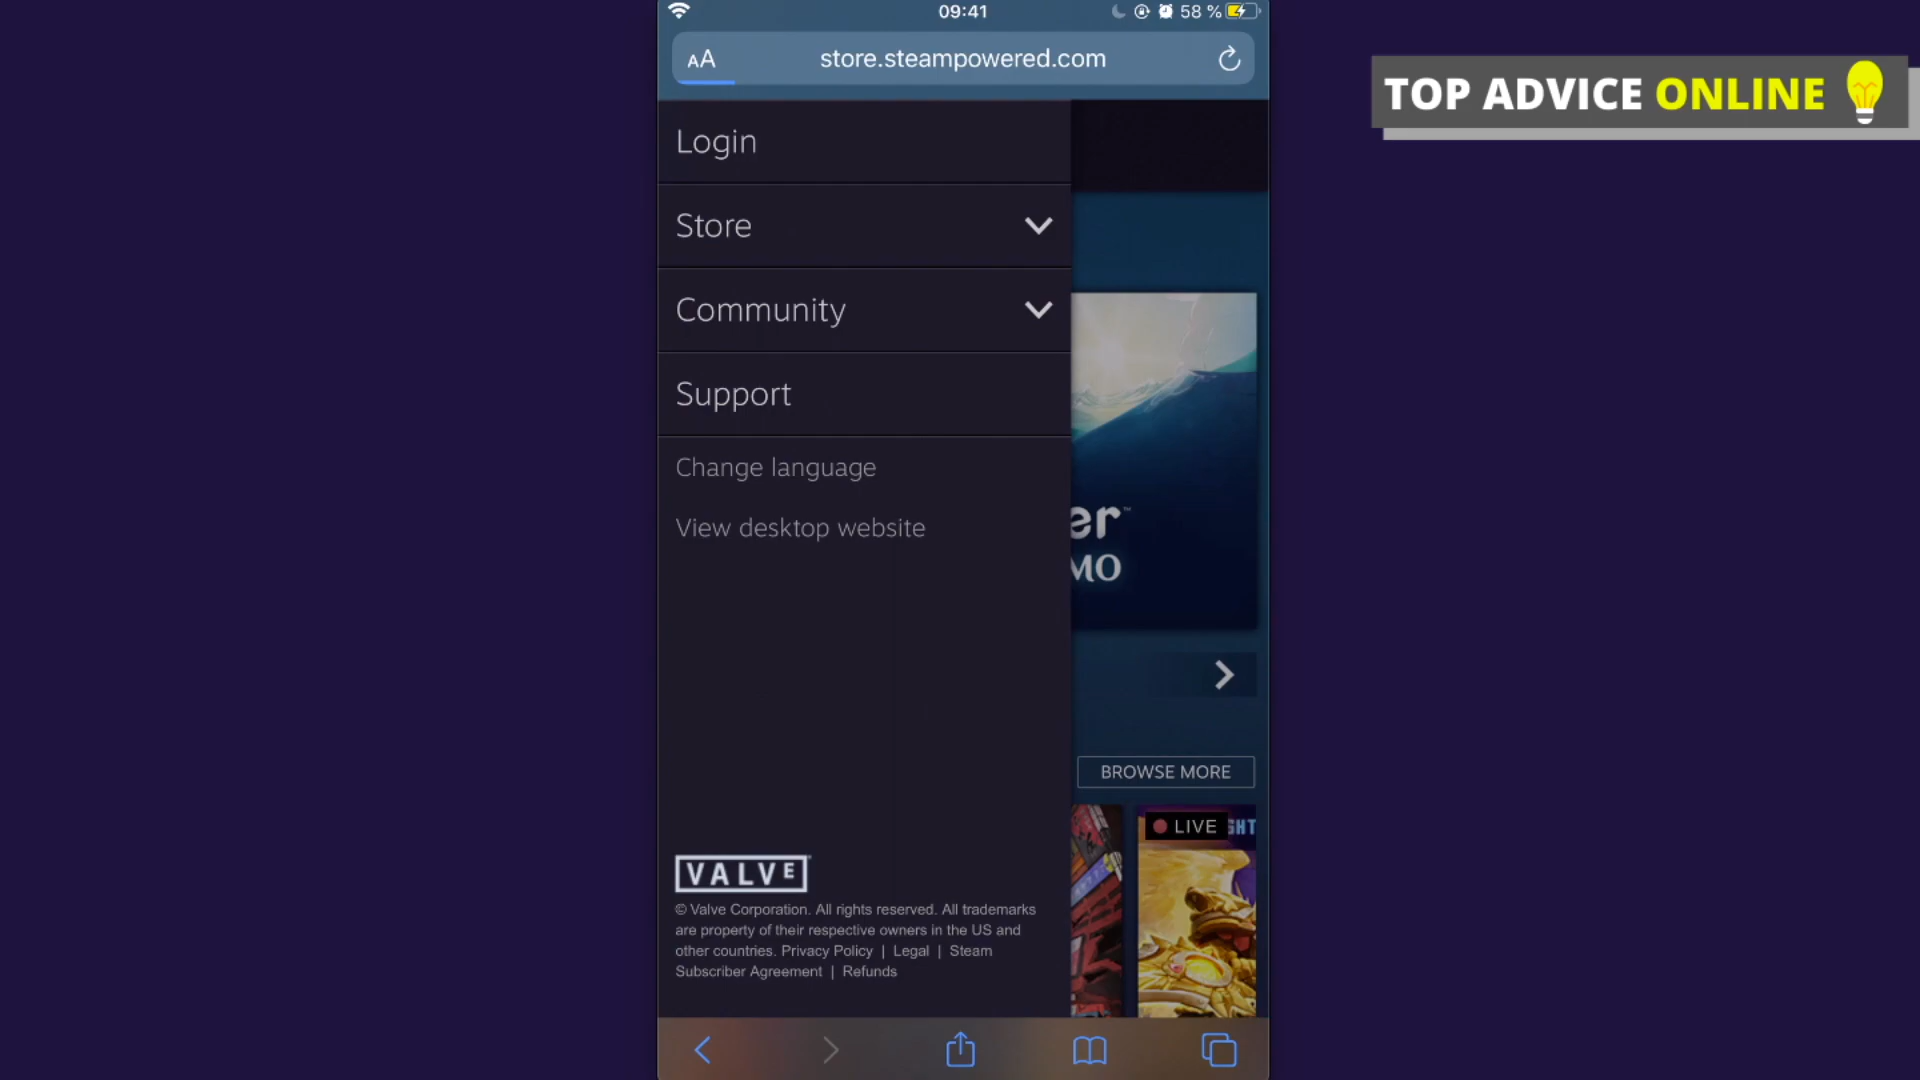 09:41
58 %
AA
store.steampowered.com
TOP ADVICE ONLINE
Login
Store
Community
Support
Change language
View desktop website
er™
MO
BROWSE MORE
LIVE
GHT
VALVE
© Valve Corporation. All rights reserved. All trademarks
are property of their respective owners in the US and
other countries. Privacy Policy | Legal | Steam
Subscriber Agreement | Refunds